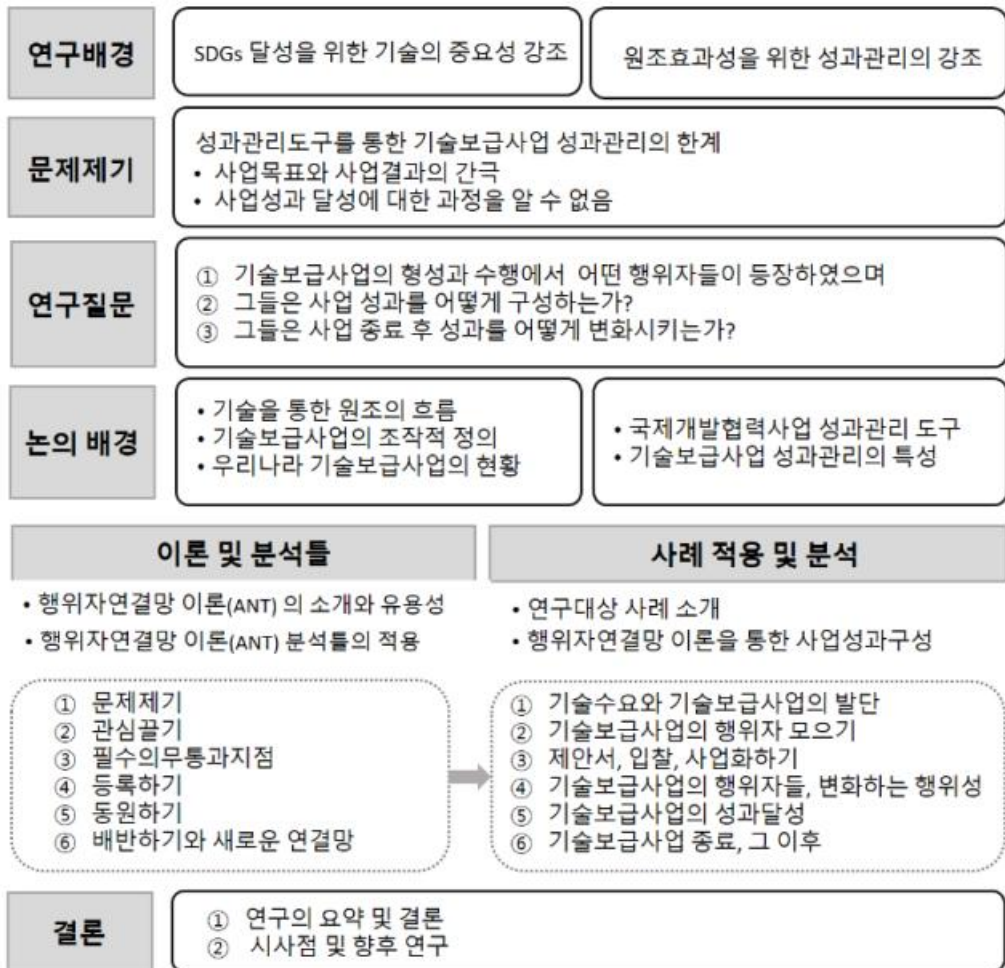 연구배경
SDGs 달성을 위한 기술의 중요성 강조
원조효과성을 위한 성과관리의 강조
문제제기
성과관리도구를 통한 기술보급사업 성과관리의 한계
• 사업목표와 사업결과의 간극
• 사업성과 달성에 대한 과정을 알 수 없음
연구질문
① 기술보급사업의 형성과 수행에서 어떤 행위자들이 등장하였으며
② 그들은 사업 성과를 어떻게 구성하는가?
③ 그들은 사업 종료 후 성과를 어떻게 변화시키는가?
논의 배경
• 기술을 통한 원조의 흐름
• 기술보급사업의 조작적 정의
• 우리나라 기술보급사업의 현황
• 국제개발협력사업 성과관리 도구
• 기술보급사업 성과관리의 특성
이론 및 분석틀
• 행위자연결망 이론(ANT) 의 소개와 유용성
• 행위자연결망 이론(ANT) 분석틀의 적용
① 문제제기
② 관심끌기
③ 필수의무통과지점
④ 등록하기
⑤ 동원하기
⑥ 배반하기와 새로운 연결망
사례 적용 및 분석
• 연구대상 사례 소개
• 행위자연결망 이론을 통한 사업성과구성
① 기술수요와 기술보급사업의 발단
② 기술보급사업의 행위자 모으기
③ 제안서, 입찰, 사업화하기
④ 기술보급사업의 행위자들, 변화하는 행위성
⑤ 기술보급사업의 성과달성
⑥ 기술보급사업 종료, 그 이후
결론
① 연구의 요약 및 결론
② 시사점 및 향후 연구